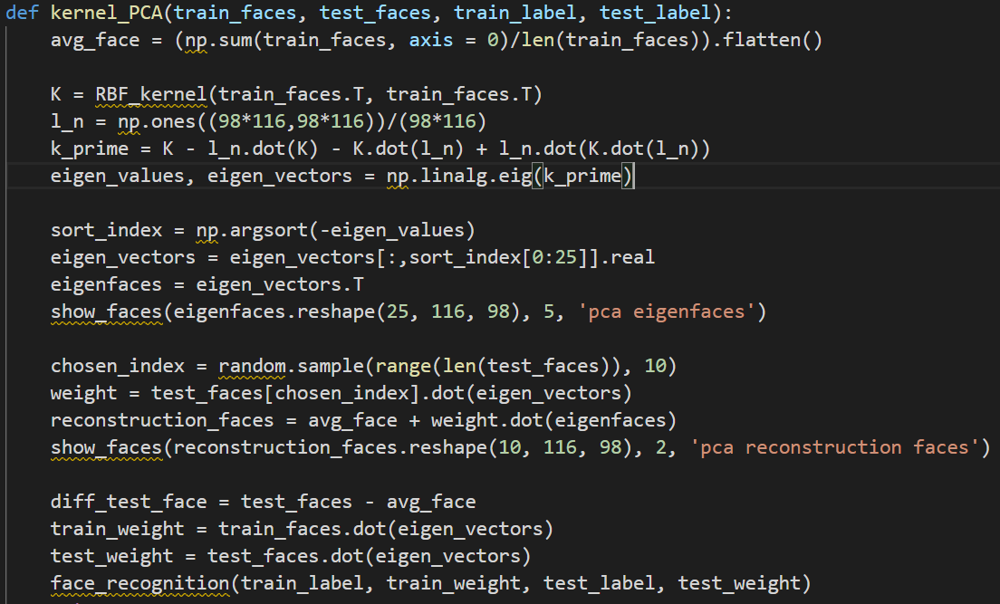 def kernel_PCA(train_faces, test_faces, train_label, test_label):
    avg_face = (np.sum(train_faces, axis = 0)/len(train_faces)).flatten()
    K = RBF_kernel(train_faces.T, train_faces.T)
    l_n = np.ones((98*116,98*116))/(98*116)
    k_prime = K - l_n.dot(K) - K.dot(l_n) + l_n.dot(K.dot(l_n))
    eigen_values, eigen_vectors = np.linalg.eig(k_prime)
    sort_index = np.argsort(-eigen_values)
    eigen_vectors = eigen_vectors[:,sort_index[0:25]].real
    eigenfaces = eigen_vectors.T
    show_faces(eigenfaces.reshape(25, 116, 98), 5, 'pca eigenfaces')
    chosen_index = random.sample(range(len(test_faces)), 10)
    weight = test_faces[chosen_index].dot(eigen_vectors)
    reconstruction_faces = avg_face + weight.dot(eigenfaces)
    show_faces(reconstruction_faces.reshape(10, 116, 98), 2, 'pca reconstruction faces')
    diff_test_face = test_faces - avg_face
    train_weight = train_faces.dot(eigen_vectors)
    test_weight = test_faces.dot(eigen_vectors)
    face_recognition(train_label, train_weight, test_label, test_weight)